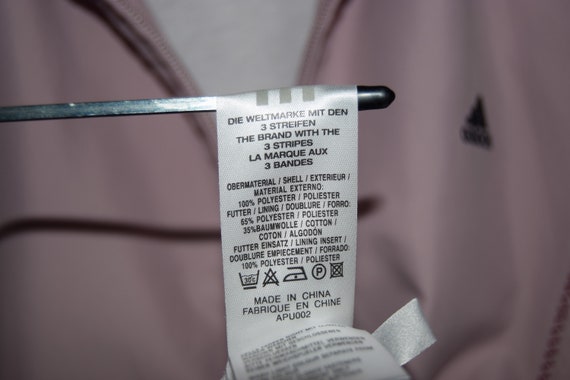 DIE WELTMARKE MIT DEN
3 STREIFEN
THE BRAND WITH THE
3 STRIPES
LA MARQUE AUX
3 BANDES
OBERMATERIAL / SHELL / EXTERIEUR /
MATERIAL EXTERNO:
100% POLYESTER / POLIESTER
FUTTER / LINING / DOUBLURE / FORRO:
65% POLYESTER / POLIESTER
35%BAUMWOLLE / COTTON /
COTON / ALGODÓN
FUTTER EINSATZ / LINING INSERT /
DOUBLURE EMPIECEMENT / FORRADO:
100% POLYESTER / POLIESTER
30°
MADE IN CHINA
FABRIQUE EN CHINE
APU002